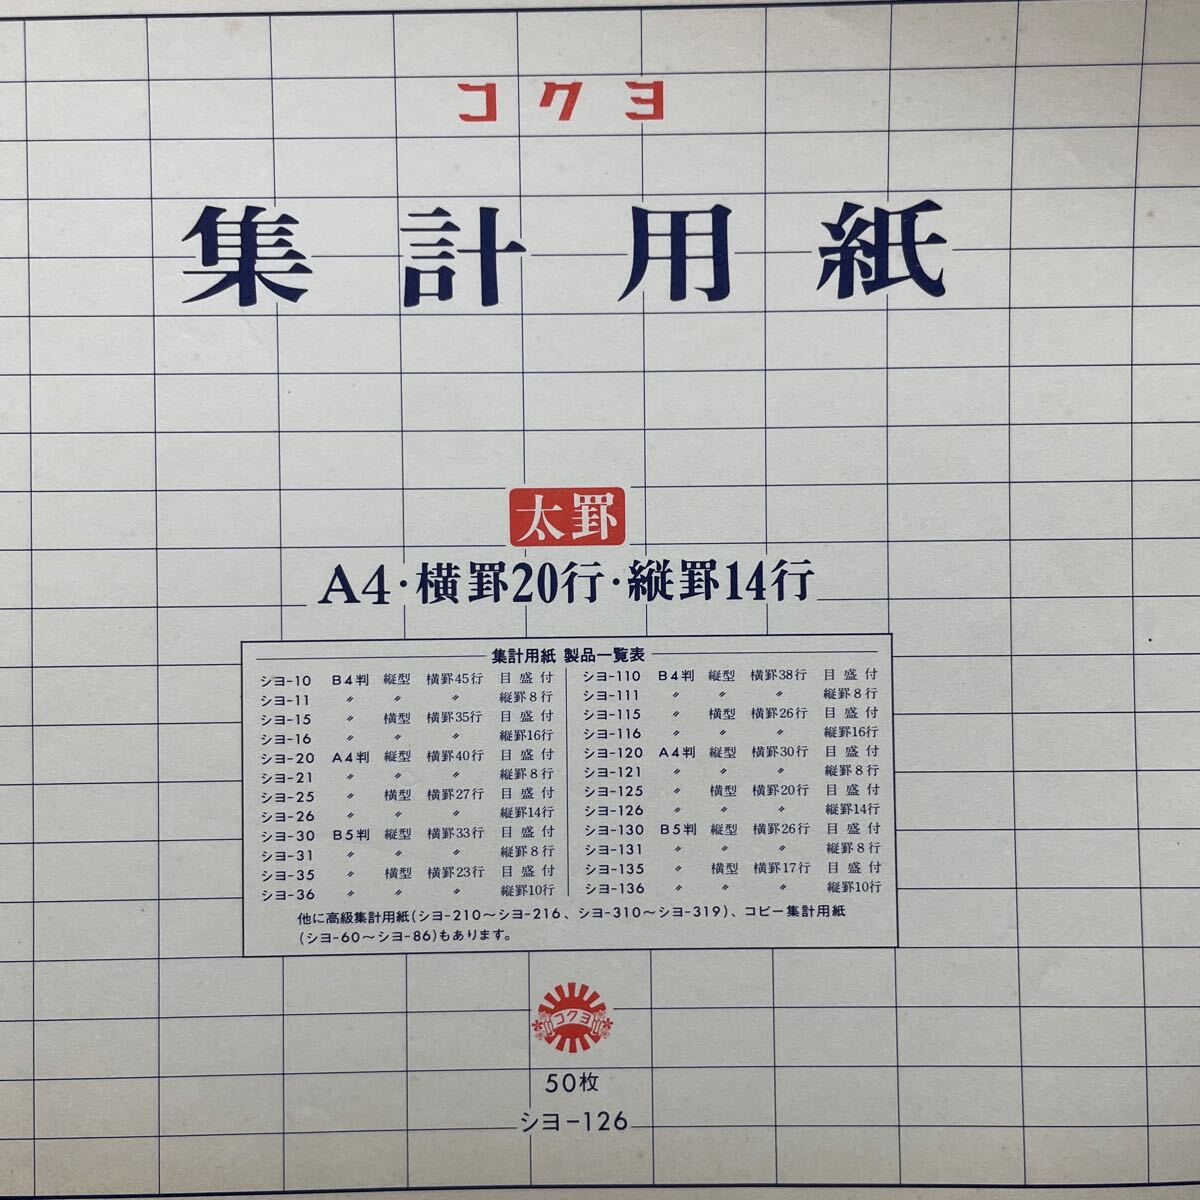 コクヨ
集計用紙
太罫
A4・横罫20行・縦罫14行
集計用紙 製品一覧表
シヨ-10 B4判 縦型 横罫45行 目盛付
シヨ-11 〃 〃 〃 縦罫8行
シヨ-15 〃 横型 横罫35行 目盛付
シヨ-16 〃 〃 〃 縦罫16行
シヨ-20 A4判 縦型 横罫40行 目盛付
シヨ-21 〃 〃 〃 縦罫8行
シヨ-25 〃 横型 横罫27行 目盛付
シヨ-26 〃 〃 〃 縦罫14行
シヨ-30 B5判 縦型 横罫33行 目盛付
シヨ-31 〃 〃 〃 縦罫8行
シヨ-35 〃 横型 横罫23行 目盛付
シヨ-36 〃 〃 〃 縦罫10行
シヨ-110 B4判 縦型 横罫38行 目盛付
シヨ-111 〃 〃 〃 縦罫8行
シヨ-115 〃 横型 横罫26行 目盛付
シヨ-116 〃 〃 〃 縦罫16行
シヨ-120 A4判 縦型 横罫30行 目盛付
シヨ-121 〃 〃 〃 縦罫8行
シヨ-125 〃 横型 横罫20行 目盛付
シヨ-126 〃 〃 〃 縦罫14行
シヨ-130 B5判 縦型 横罫26行 目盛付
シヨ-131 〃 〃 〃 縦罫8行
シヨ-135 〃 横型 横罫17行 目盛付
シヨ-136 〃 〃 〃 縦罫10行
他に高級集計用紙(シヨ-210〜シヨ-216、シヨ-310〜シヨ-319)、コピー集計用紙
(シヨ-60〜シヨ-86)もあります。
コクヨ
50枚
シヨ-126